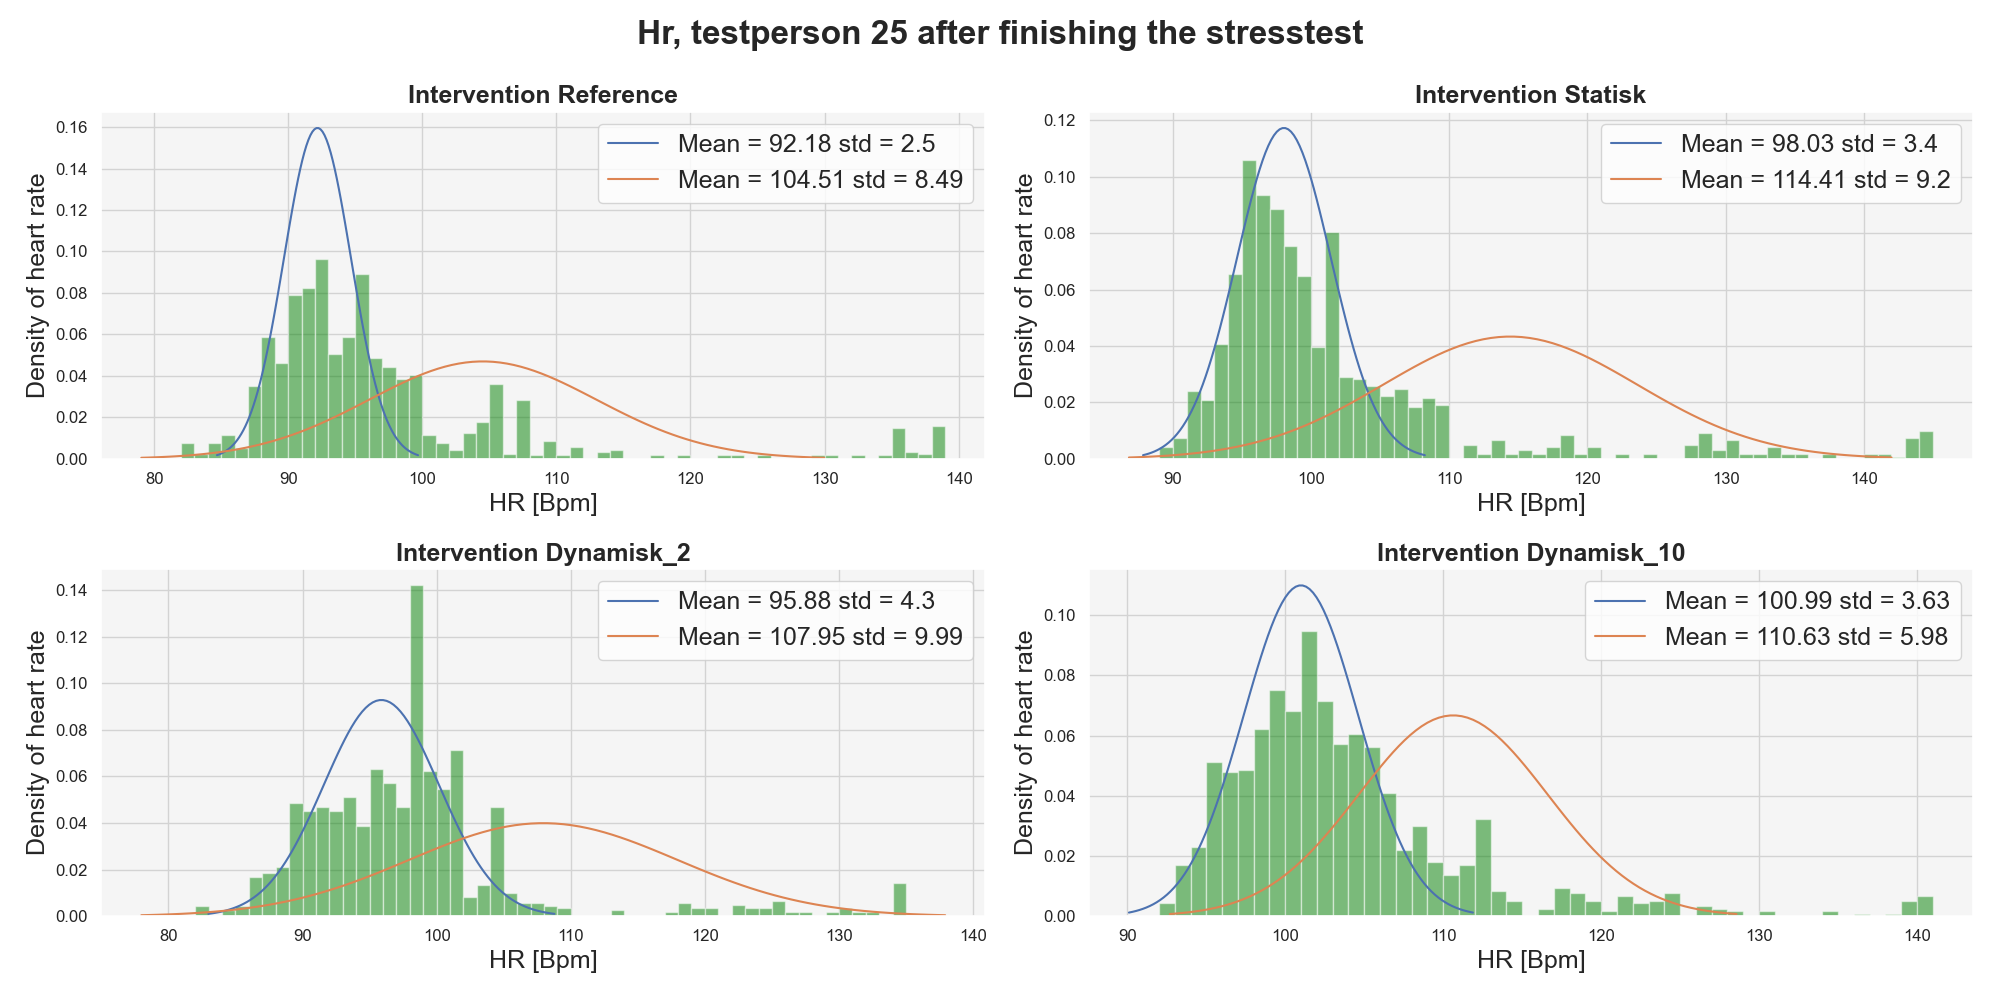 Hr, testperson 25 after finishing the stresstest
Intervention Reference
Density of heart rate
0.16
0.14
0.12
0.10
0.08
0.06
0.04
0.02
0.00
Mean = 92.18 std = 2.5
Mean = 104.51 std = 8.49
80 90 100 110 120 130 140
HR [Bpm]
Intervention Statisk
Density of heart rate
0.12
0.10
0.08
0.06
0.04
0.02
0.00
Mean = 98.03 std = 3.4
Mean = 114.41 std = 9.2
90 100 110 120 130 140
HR [Bpm]
Intervention Dynamisk_2
Density of heart rate
0.14
0.12
0.10
0.08
0.06
0.04
0.02
0.00
Mean = 95.88 std = 4.3
Mean = 107.95 std = 9.99
80 90 100 110 120 130 140
HR [Bpm]
Intervention Dynamisk_10
Density of heart rate
0.10
0.08
0.06
0.04
0.02
0.00
Mean = 100.99 std = 3.63
Mean = 110.63 std = 5.98
90 100 110 120 130 140
HR [Bpm]